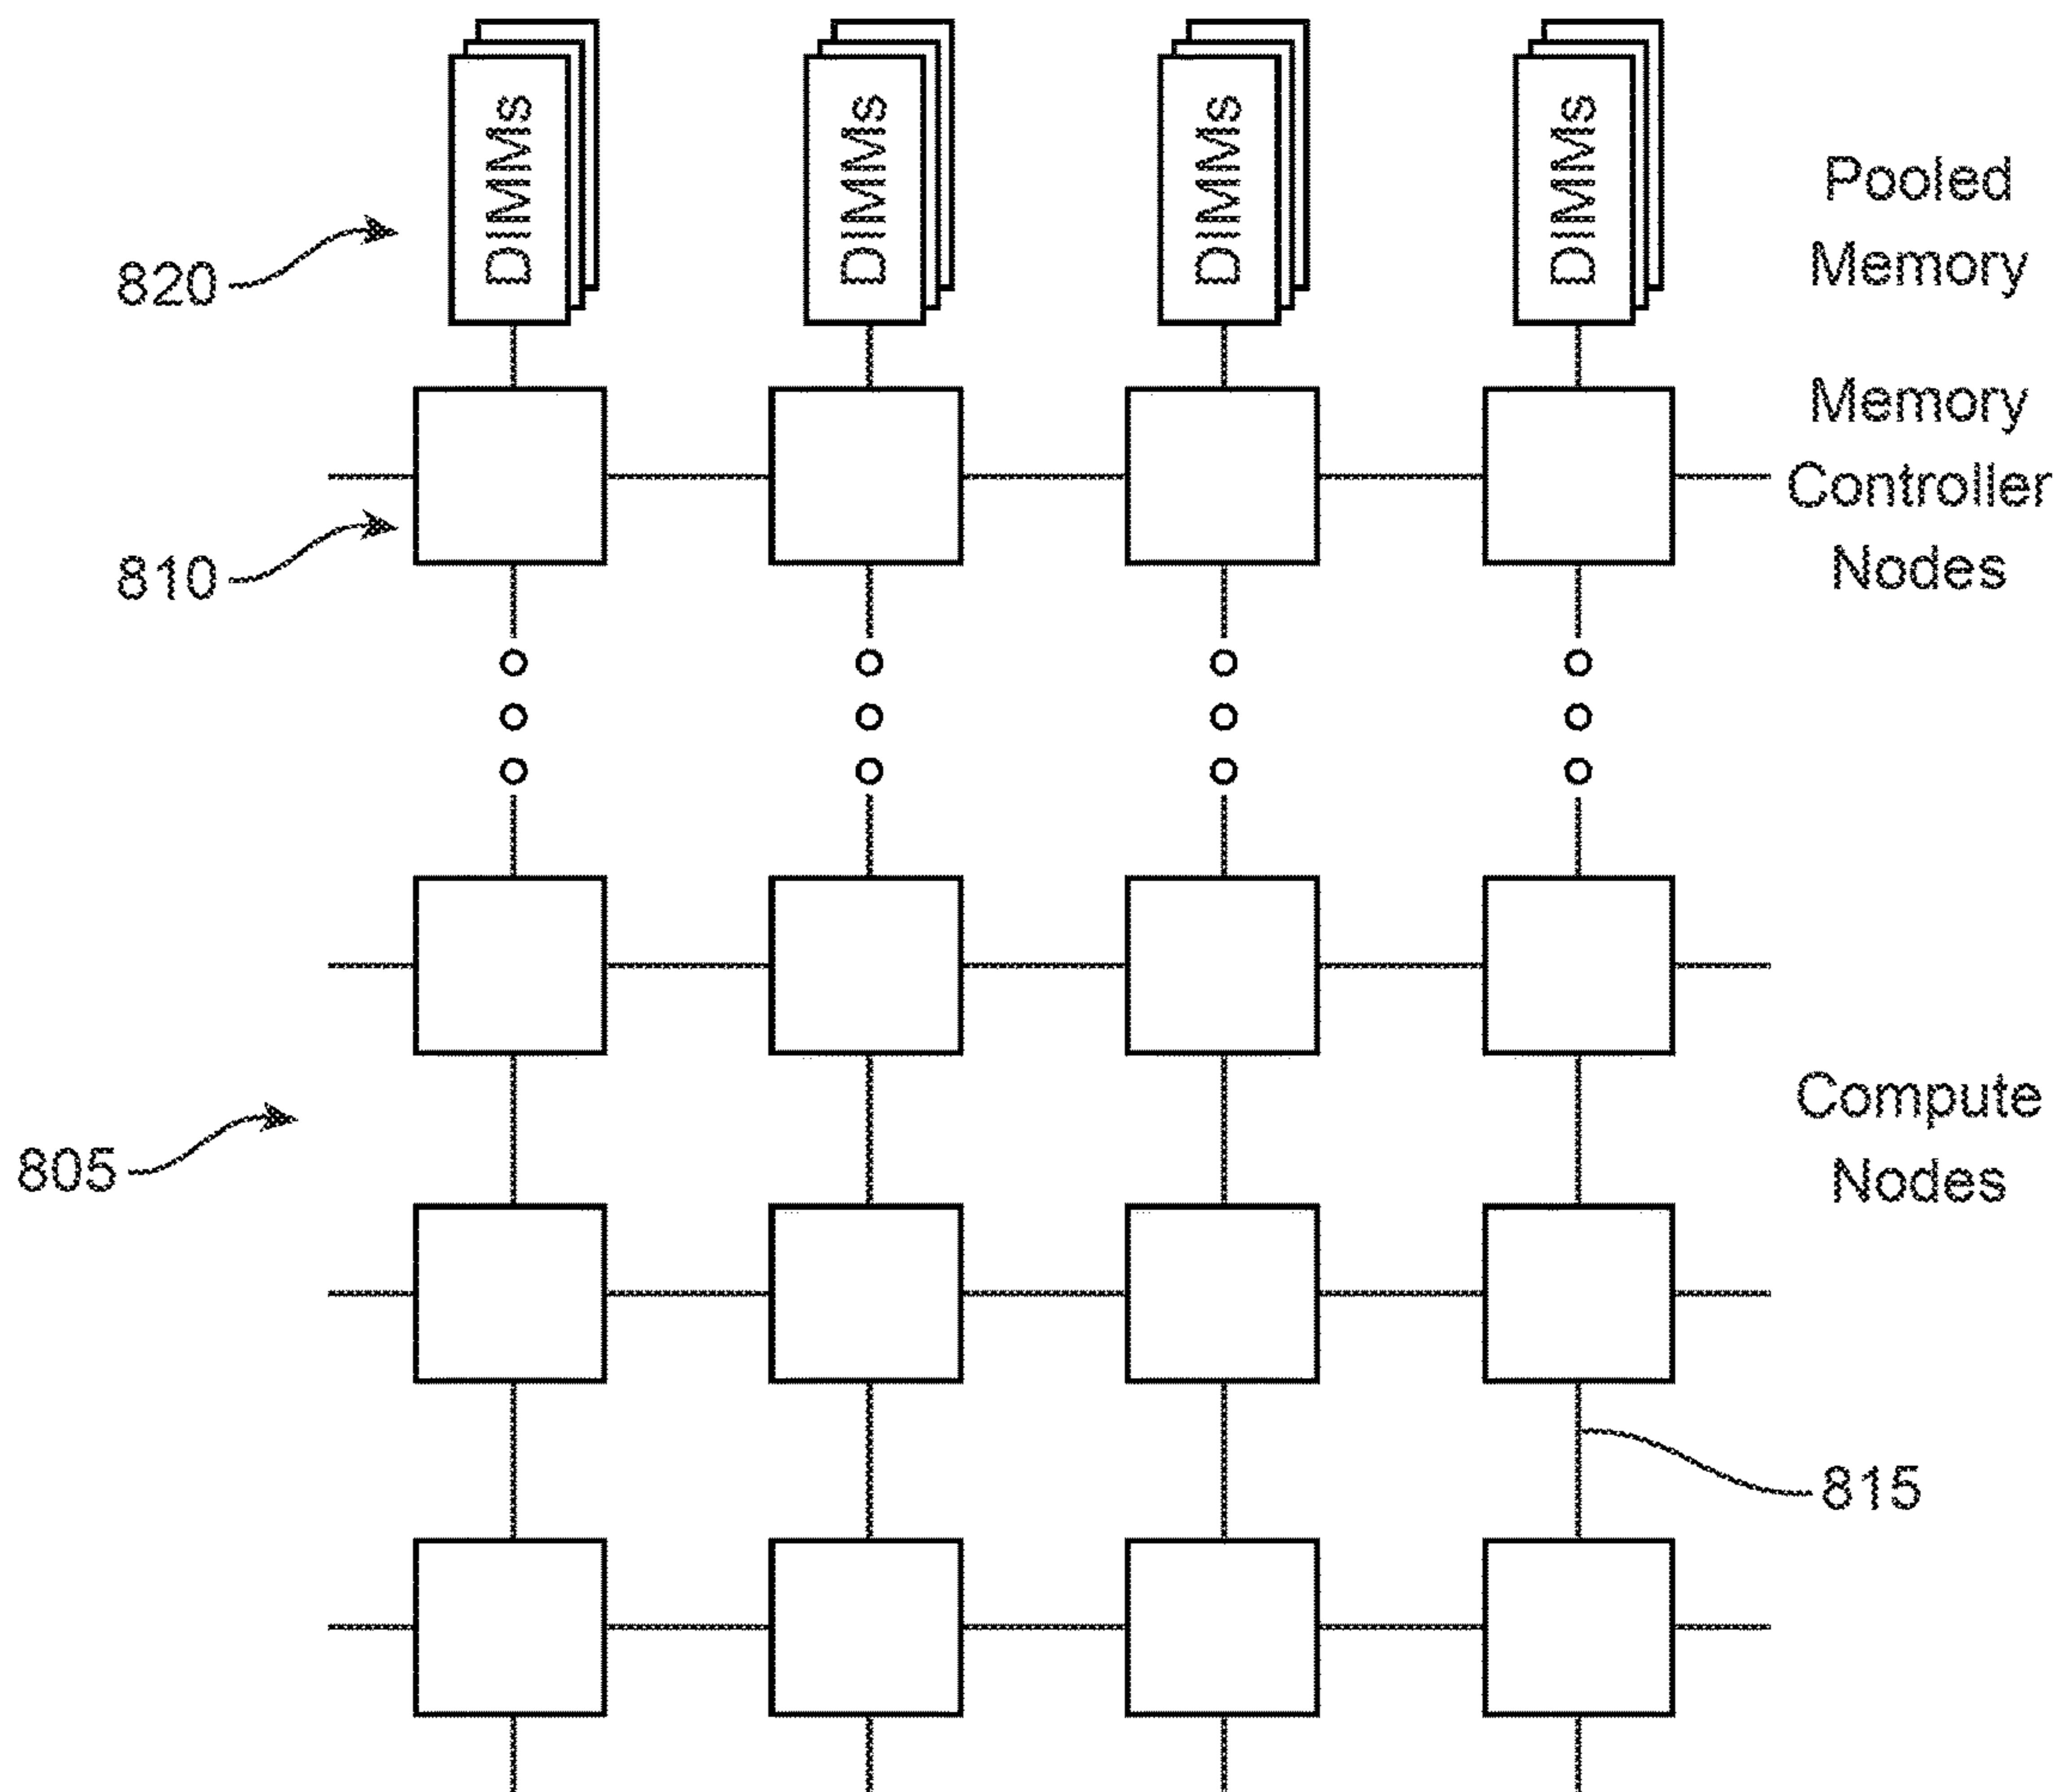 DIMMs DIMMs DIMMs DIMMs
Pooled
Memory
820
Memory
Controller
Nodes
810
Compute
Nodes
805
815